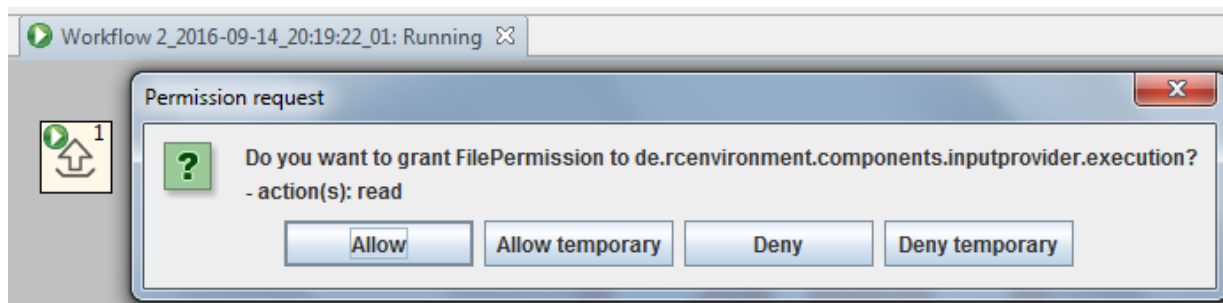 Workflow 2_2016-09-14_20:19:22_01: Running
Permission request
1
Do you want to grant FilePermission to de.rcenvironment.components.inputprovider.execution?
- action(s): read
Allow
Allow temporary
Deny
Deny temporary